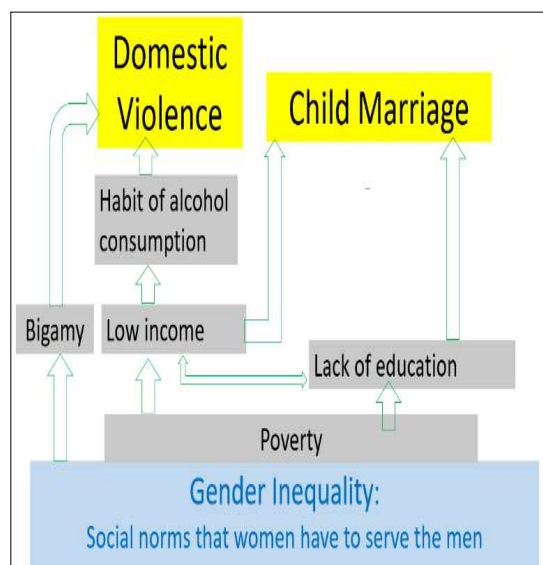 Domestic
Violence
Child Marriage
Habit of alcohol
consumption
Bigamy
Low income
Lack of education
Poverty
Gender Inequality:
Social norms that women have to serve the men